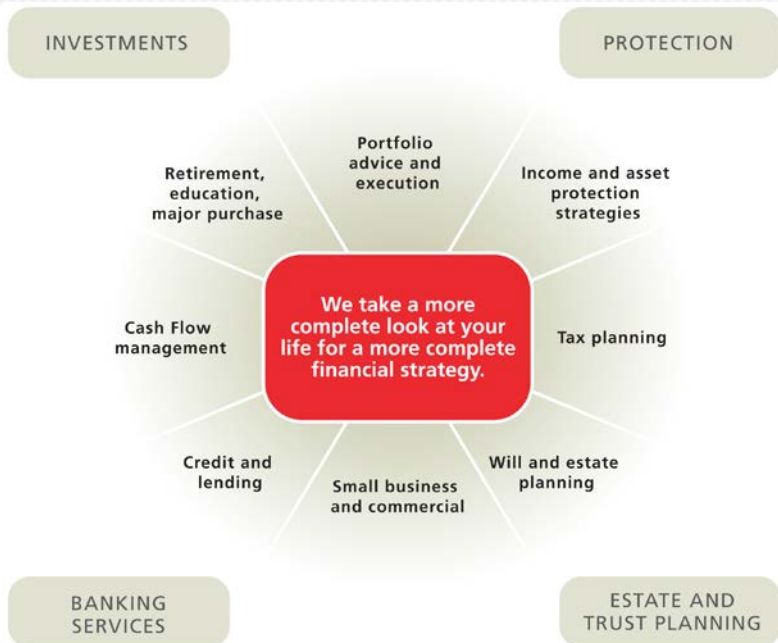 INVESTMENTS
PROTECTION
Portfolio
advice and
execution
Retirement,
education,
major purchase
Income and asset
protection
strategies
We take a more
complete look at your
life for a more complete
financial strategy.
Cash Flow
management
Tax planning
Credit and
lending
Small business
and commercial
Will and estate
planning
BANKING
SERVICES
ESTATE AND
TRUST PLANNING